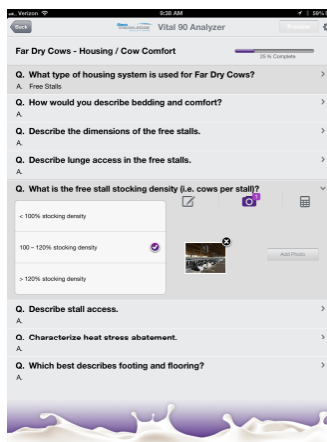 Verizon 9:38 AM 59%
Back Vital 90 Analyzer
Far Dry Cows - Housing / Cow Comfort
25 % Complete
Q. What type of housing system is used for Far Dry Cows?
A. Free Stalls
Q. How would you describe bedding and comfort?
A.
Q. Describe the dimensions of the free stalls.
A.
Q. Describe lunge access in the free stalls.
A.
Q. What is the free stall stocking density (i.e. cows per stall)?
< 100% stocking density
1
100 – 120% stocking density
Add Photo
> 120% stocking density
Q. Describe stall access.
A.
Q. Characterize heat stress abatement.
A.
Q. Which best describes footing and flooring?
A.